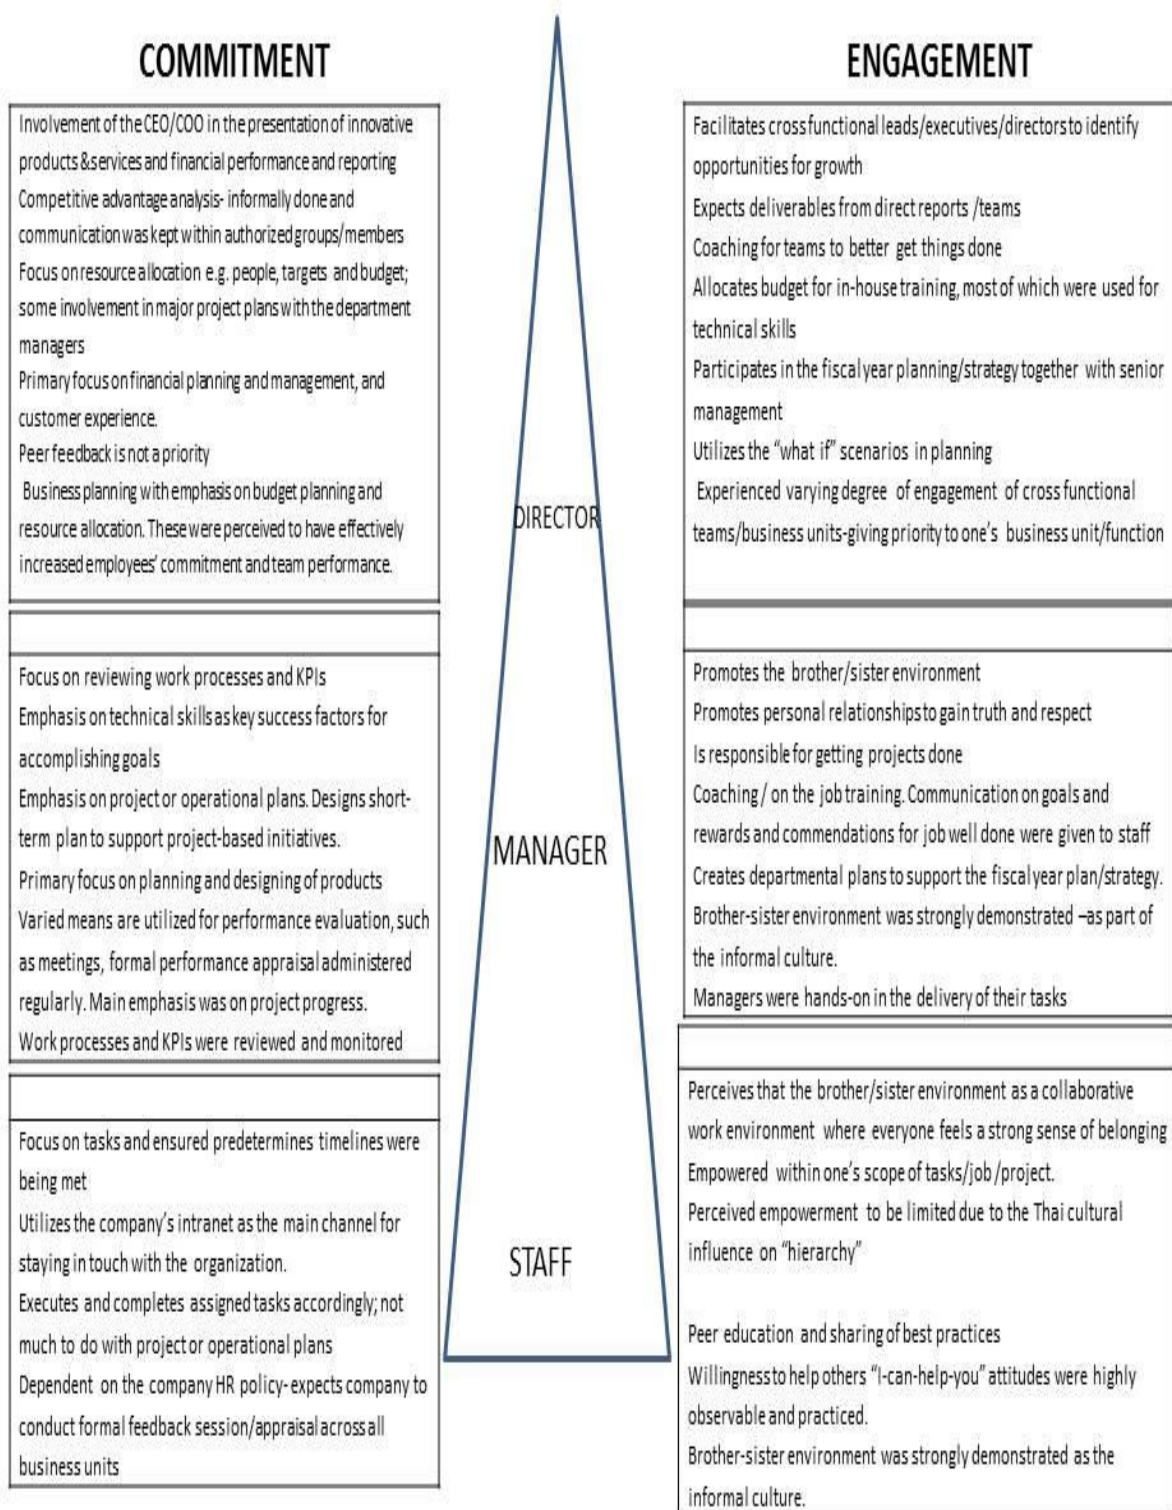 COMMITMENT
Involvement of the CEO/COO in the presentation of innovative
products &services and financial performance and reporting
Competitive advantage analysis- informally done and
communication was kept within authorized groups/members
Focus on resource allocation e.g. people, targets and budget;
some involvement in major project plans with the department
managers
Primary focus on financial planning and management, and
customer experience.
Peer feedback is not a priority
Business planning with emphasis on budget planning and
resource allocation. These were perceived to have effectively
increased employees' commitment and team performance.
Focus on reviewing work processes and KPIs
Emphasis on technical skills as key success factors for
accomplishing goals
Emphasis on project or operational plans. Designs short-
term plan to support project-based initiatives.
Primary focus on planning and designing of products
Varied means are utilized for performance evaluation, such
as meetings, formal performance appraisal administered
regularly. Main emphasis was on project progress.
Work processes and KPIs were reviewed and monitored
Focus on tasks and ensured predetermines timelines were
being met
Utilizes the company's intranet as the main channel for
staying in touch with the organization.
Executes and completes assigned tasks accordingly; not
much to do with project or operational plans
Dependent on the company HR policy- expects company to
conduct formal feedback session/appraisal across all
business units
DIRECTOR
MANAGER
STAFF
ENGAGEMENT
Facilitates cross functional leads/executives/directors to identify
opportunities for growth
Expects deliverables from direct reports /teams
Coaching for teams to better get things done
Allocates budget for in-house training, most of which were used for
technical skills
Participates in the fiscal year planning/strategy together with senior
management
Utilizes the "what if" scenarios in planning
Experienced varying degree of engagement of cross functional
teams/business units-giving priority to one's business unit/function
Promotes the brother/sister environment
Promotes personal relationships to gain truth and respect
Is responsible for getting projects done
Coaching / on the job training. Communication on goals and
rewards and commendations for job well done were given to staff
Creates departmental plans to support the fiscal year plan/strategy.
Brother-sister environment was strongly demonstrated –as part of
the informal culture.
Managers were hands-on in the delivery of their tasks
Perceives that the brother/sister environment as a collaborative
work environment where everyone feels a strong sense of belonging
Empowered within one's scope of tasks/job /project.
Perceived empowerment to be limited due to the Thai cultural
influence on "hierarchy"
Peer education and sharing of best practices
Willingness to help others "I-can-help-you" attitudes were highly
observable and practiced.
Brother-sister environment was strongly demonstrated as the
informal culture.